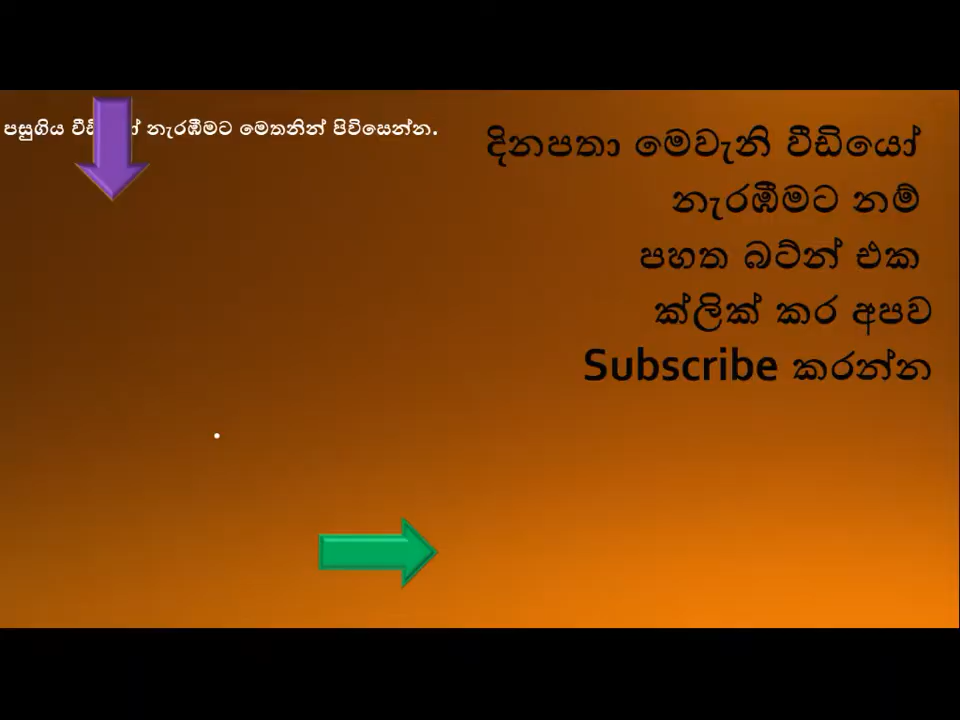 පසුගිය නැරඹීමට මෙතනින් පිවිසෙන්න.
දිනපතා මෙවැනි වීඩියෝ
නැරඹීමට නම්
පහත බටන් එක
ක්ලික් කර අපව
Subscribe කරන්න